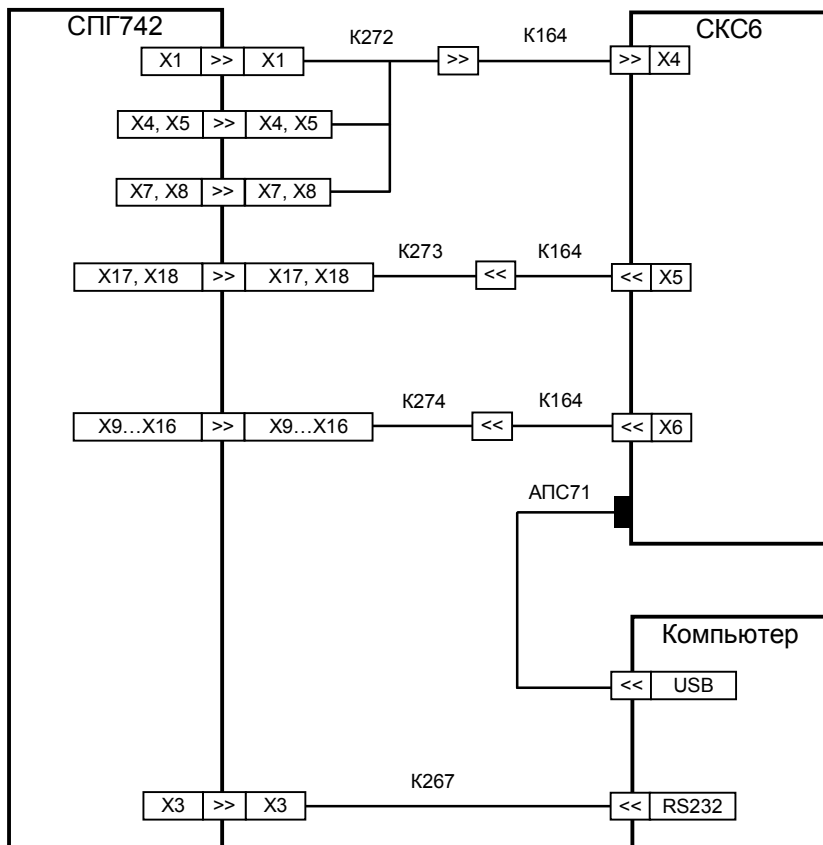 СПГ742
СКС6
К272
К164
X1 >> X1
>>
>> X4
X4, X5 >> X4, X5
X7, X8 >> X7, X8
К273
К164
X17, X18 >> X17, X18
<<
<< X5
К274
К164
X9...X16 >> X9...X16
<<
<< X6
АПС71
Компьютер
<< USB
К267
X3 >> X3
<< RS232